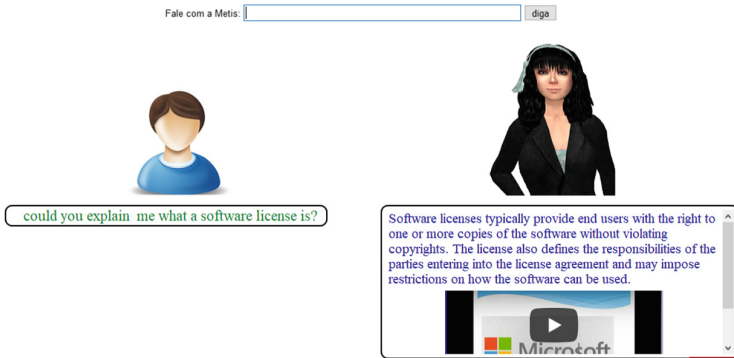 Fale com a Metis: diga
could you explain me what a software license is?
Software licenses typically provide end users with the right to
one or more copies of the software without violating
copyrights. The license also defines the responsibilities of the
parties entering into the license agreement and may impose
restrictions on how the software can be used.
Microsoft